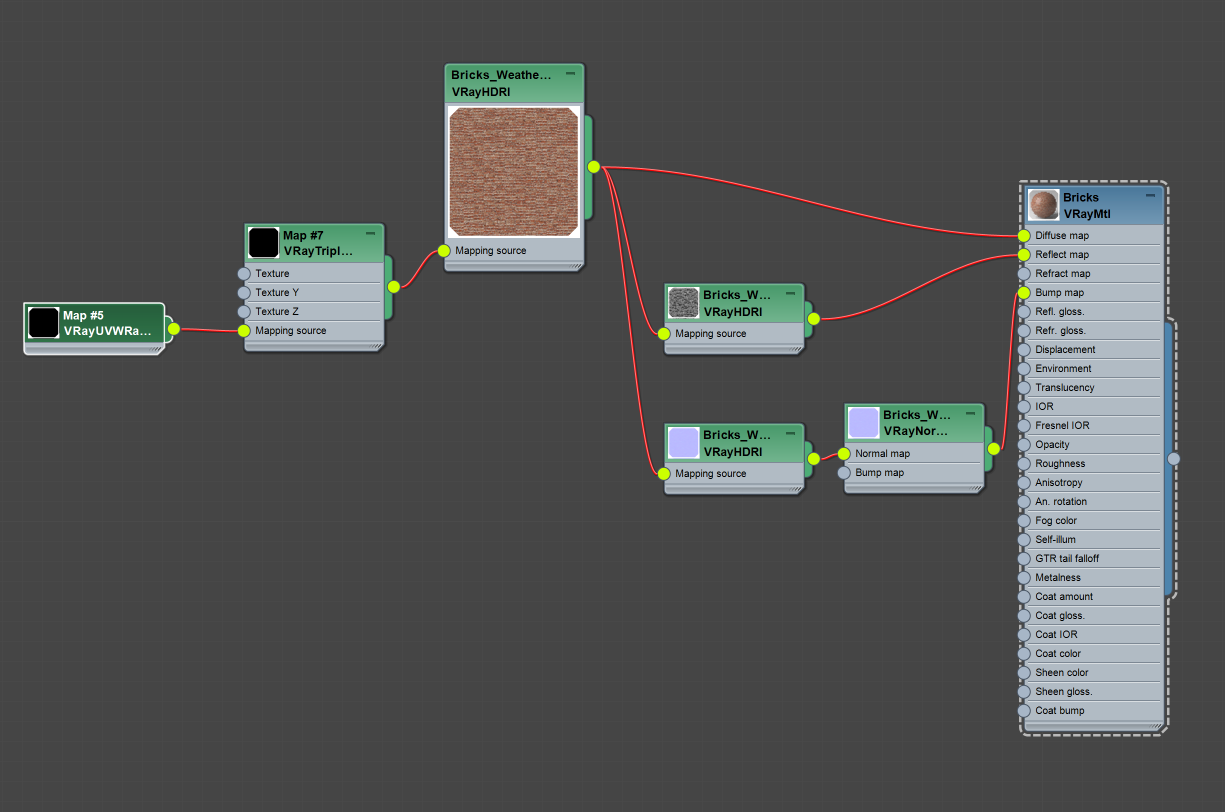 Map #5
VRayUVWRa...
Map #7
VRayTripl...
Texture
Texture Y
Texture Z
Mapping source
Bricks_Weathe...
VRayHDRI
Mapping source
Bricks_W...
VRayHDRI
Mapping source
Bricks_W...
VRayHDRI
Mapping source
Bricks_W...
VRayNor...
Normal map
Bump map
Bricks
VRayMtl
Diffuse map
Reflect map
Refract map
Bump map
Refl. gloss.
Refr. gloss.
Displacement
Environment
Translucency
IOR
Fresnel IOR
Opacity
Roughness
Anisotropy
An. rotation
Fog color
Self-illum
GTR tail falloff
Metalness
Coat amount
Coat gloss.
Coat IOR
Coat color
Sheen color
Sheen gloss.
Coat bump